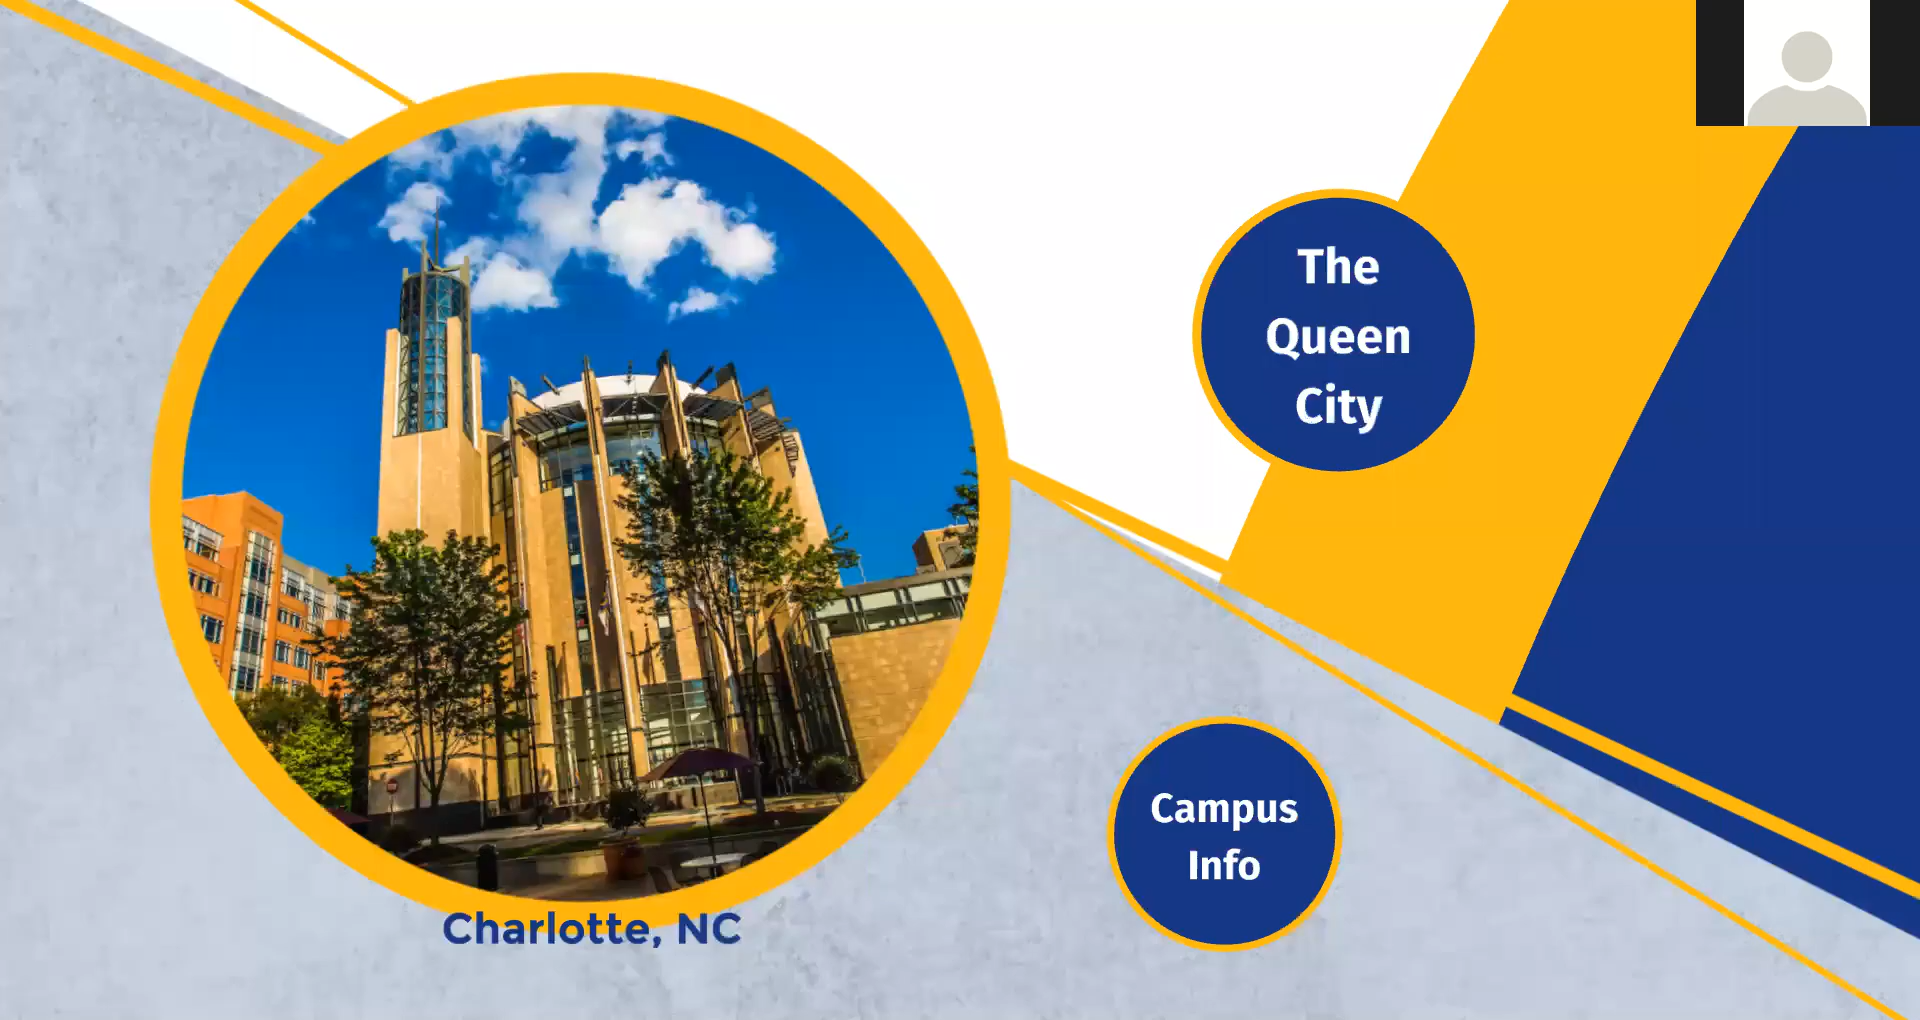 The
Queen
City
Campus
Info
Charlotte, NC